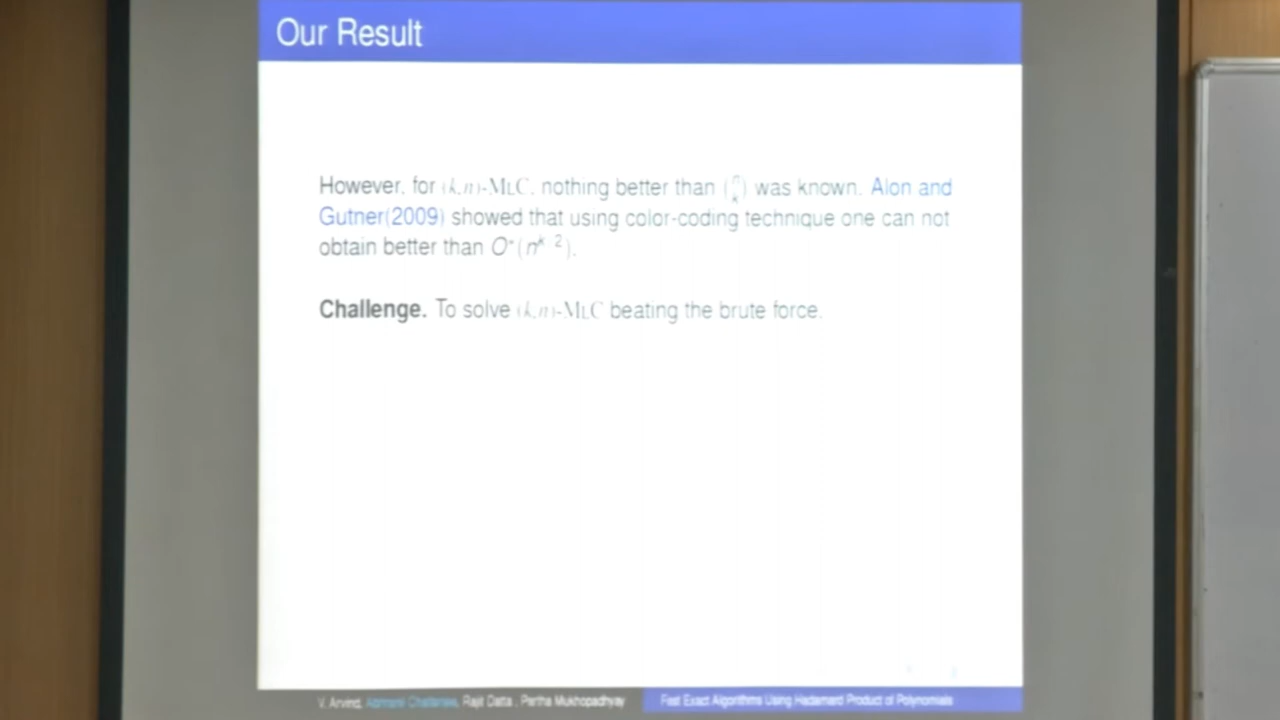 Our Result
However, for (k,n)-MLC, nothing better than (n k) was known. Alon and
Gutner(2009) showed that using color-coding technique one can not
obtain better than O*(n^{k/2}).
Challenge. To solve (k,n)-MLC beating the brute force.
V. Arvind, Abhranil Chatterjee, Rajit Datta, Partha Mukhopadhyay
Fast Exact Algorithms Using Hadamard Product of Polynomials